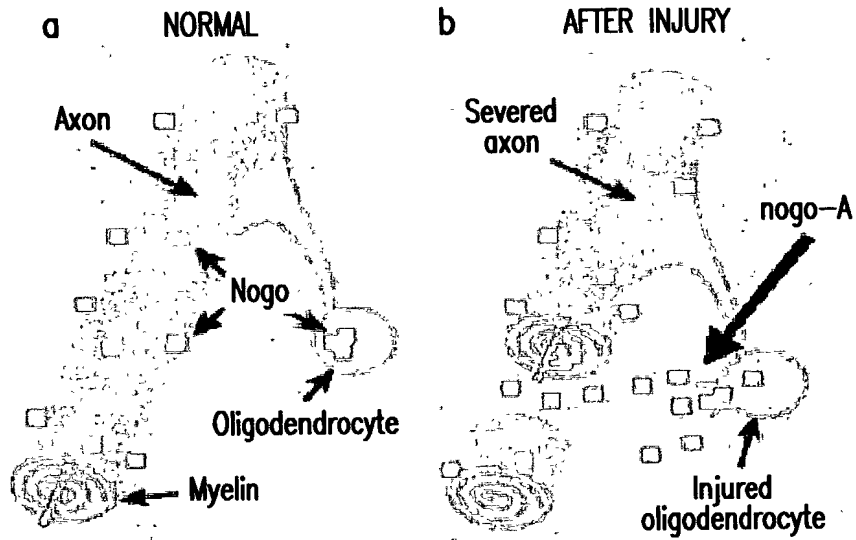 a NORMAL
Axon
Nogo
Oligodendrocyte
Myelin
b AFTER INJURY
Severed
axon
nogo-A
Injured
oligodendrocyte